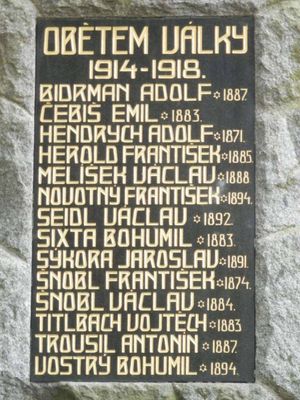 OBĚTEM VÁLKY
1914-1918.
BIDRMAN ADOLF ✡1887.
ČEBIŠ EMIL ✡1883.
HENDRYCH ADOLF ✡1871.
HEROLD FRANTIŠEK ✡1885.
MELÍŠEK VÁCLAV ✡1888
NOVOTNÝ FRANTIŠEK ✡1894.
SEIDL VÁCLAV ✡1892.
SIXTA BOHUMIL ✡1883.
SÝKORA JAROSLAV ✡1891.
ŠNOBL FRANTIŠEK ✡1874.
ŠNOBL VÁCLAV ✡1884.
TITLBACH VOJTĚCH ✡1883
TROUSIL ANTONÍN ✡1887.
VOSTRÝ BOHUMIL ✡1894.